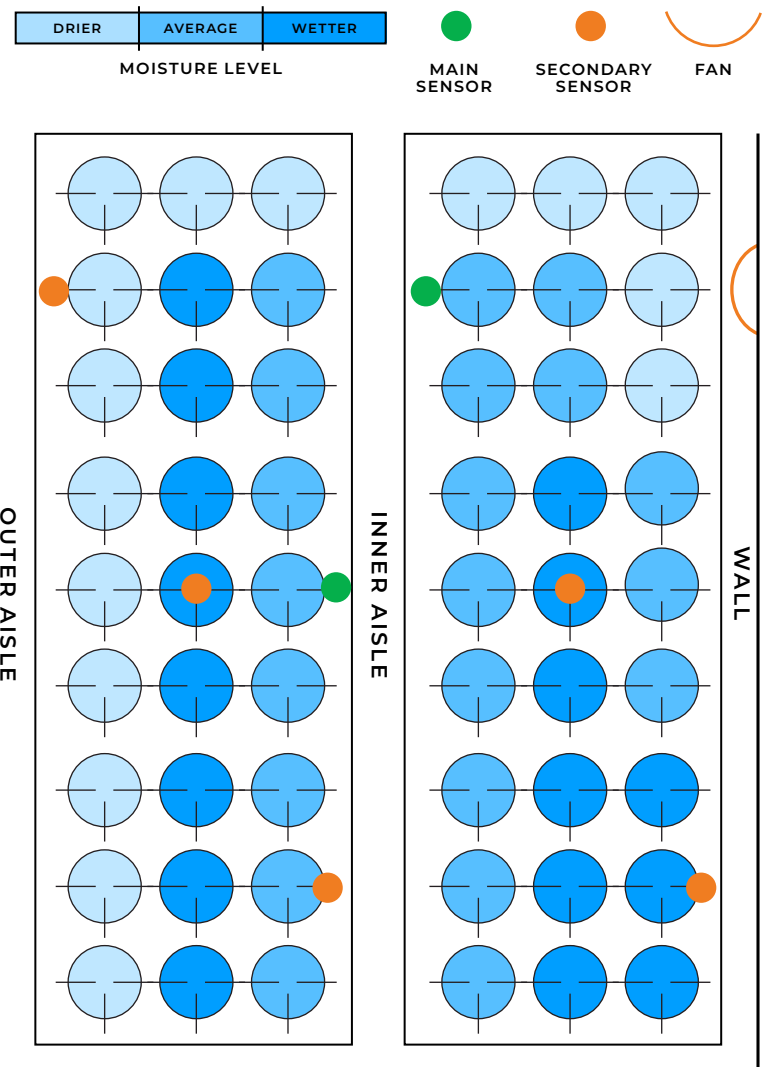 DRIER
AVERAGE
WETTER
MOISTURE LEVEL
MAIN
SENSOR
SECONDARY
SENSOR
FAN
OUTER AISLE
INNER AISLE
WALL